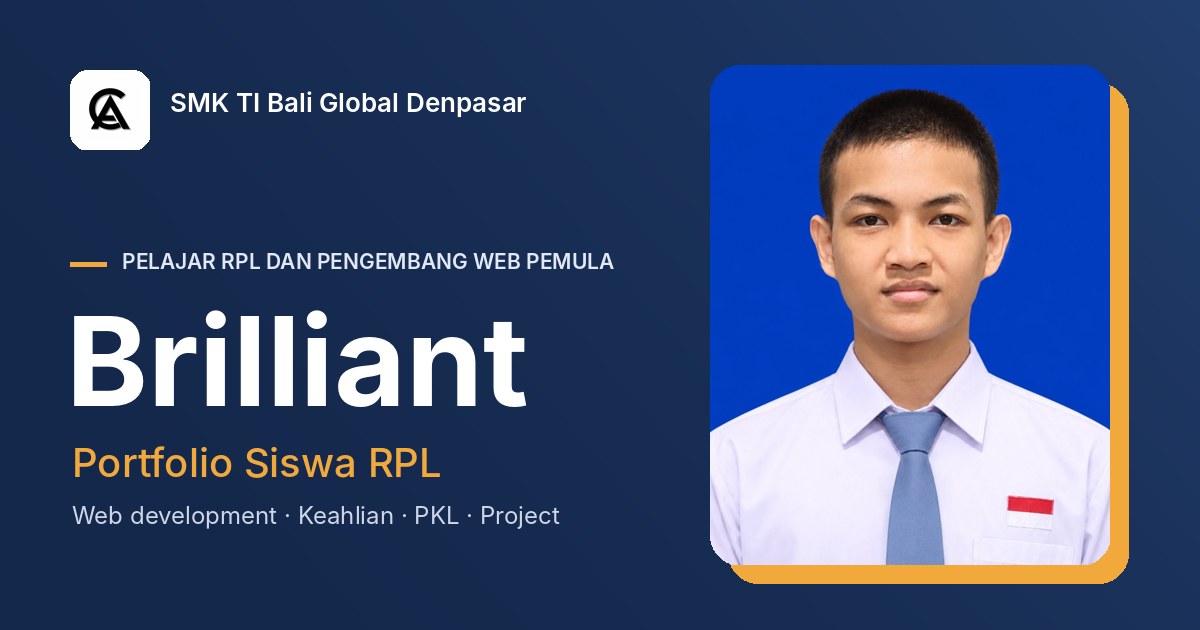 SMK TI Bali Global Denpasar
PELAJAR RPL DAN PENGEMBANG WEB PEMULA
Brilliant
Portfolio Siswa RPL
Web development · Keahlian · PKL · Project